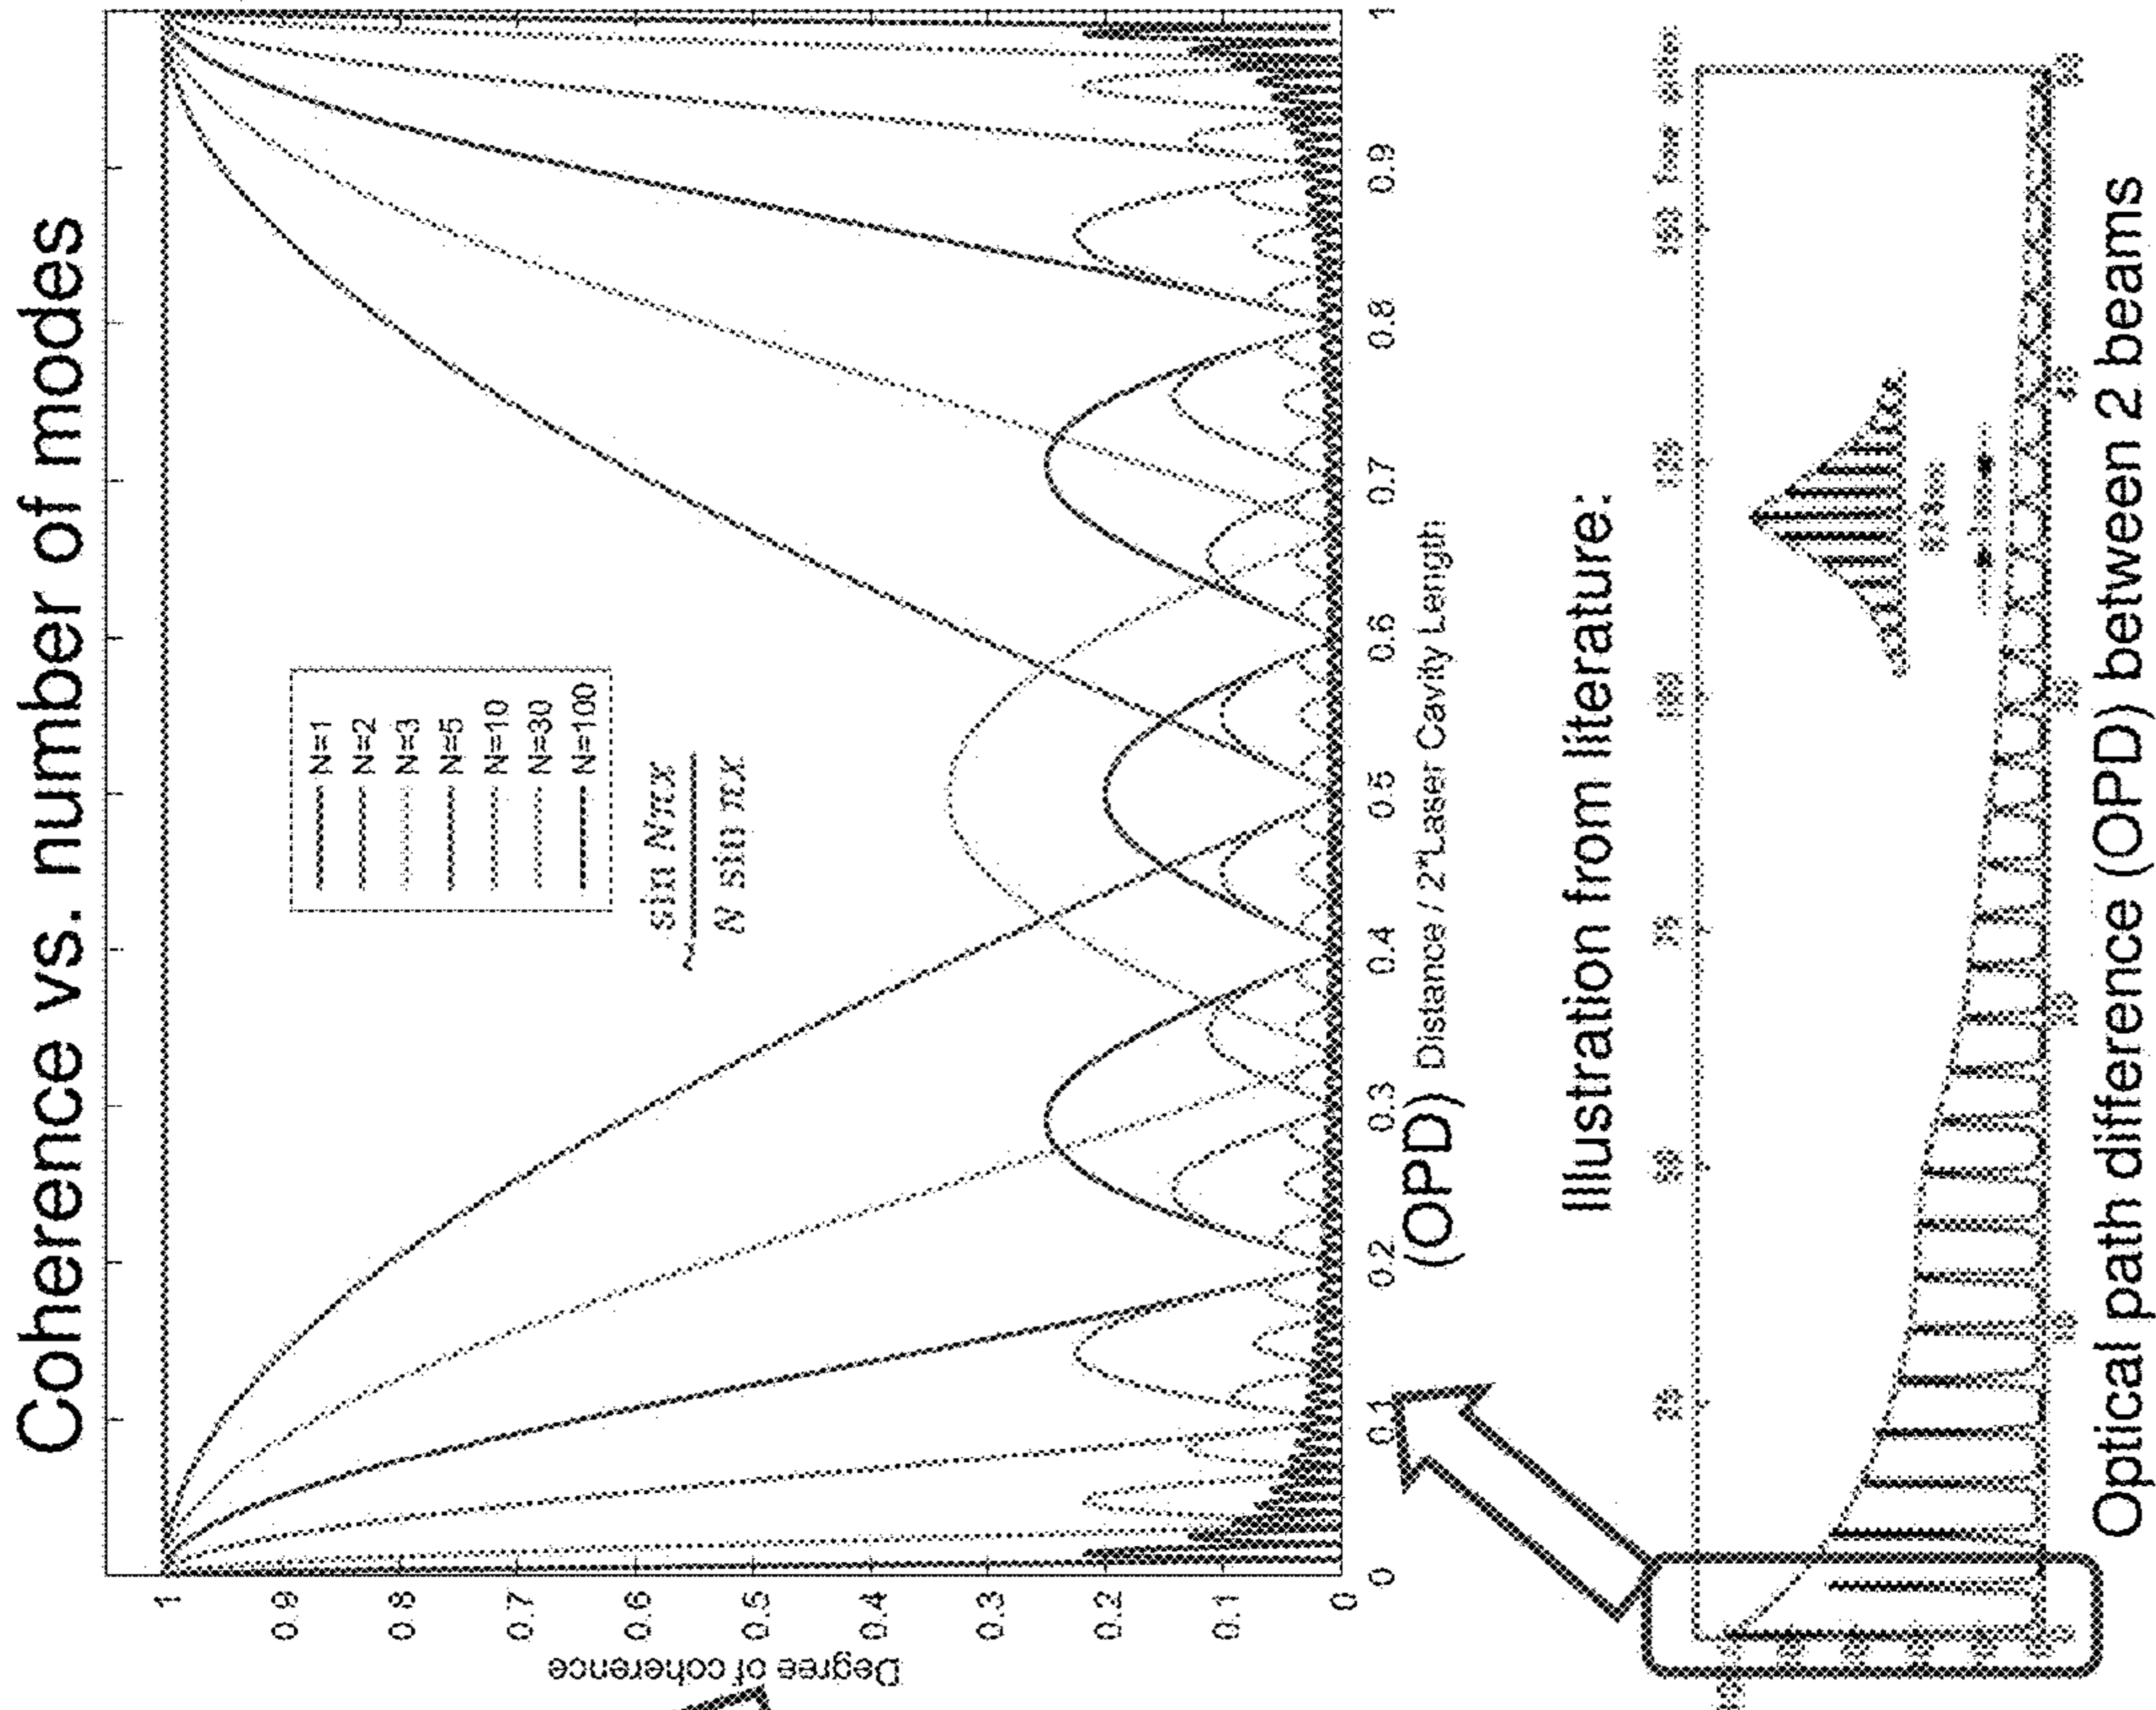 Coherence vs. number of modes
Degree of coherence
1
0.9
0.8
0.7
0.6
0.5
0.4
0.3
0.2
0.1
0
N=1
N=2
N=3
N=5
N=10
N=30
N=100
~ sin Nπx
N sin πx
0 0.1 0.2 0.3 0.4 0.5 0.6 0.7 0.8 0.9 1
(OPD) Distance / 2*Laser Cavity Length
Illustration from literature:
Optical path difference (OPD) between 2 beams